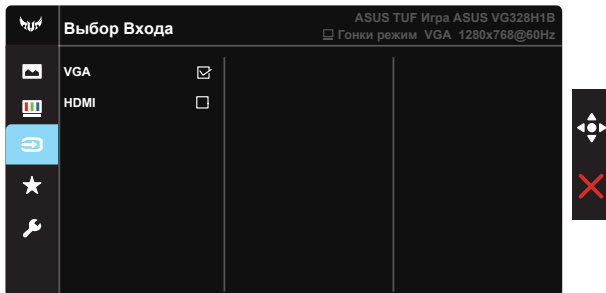 ASUS TUF Игра ASUS VG328H1B
Выбор Входа
Гонки режим VGA 1280x768@60Hz
VGA
HDMI